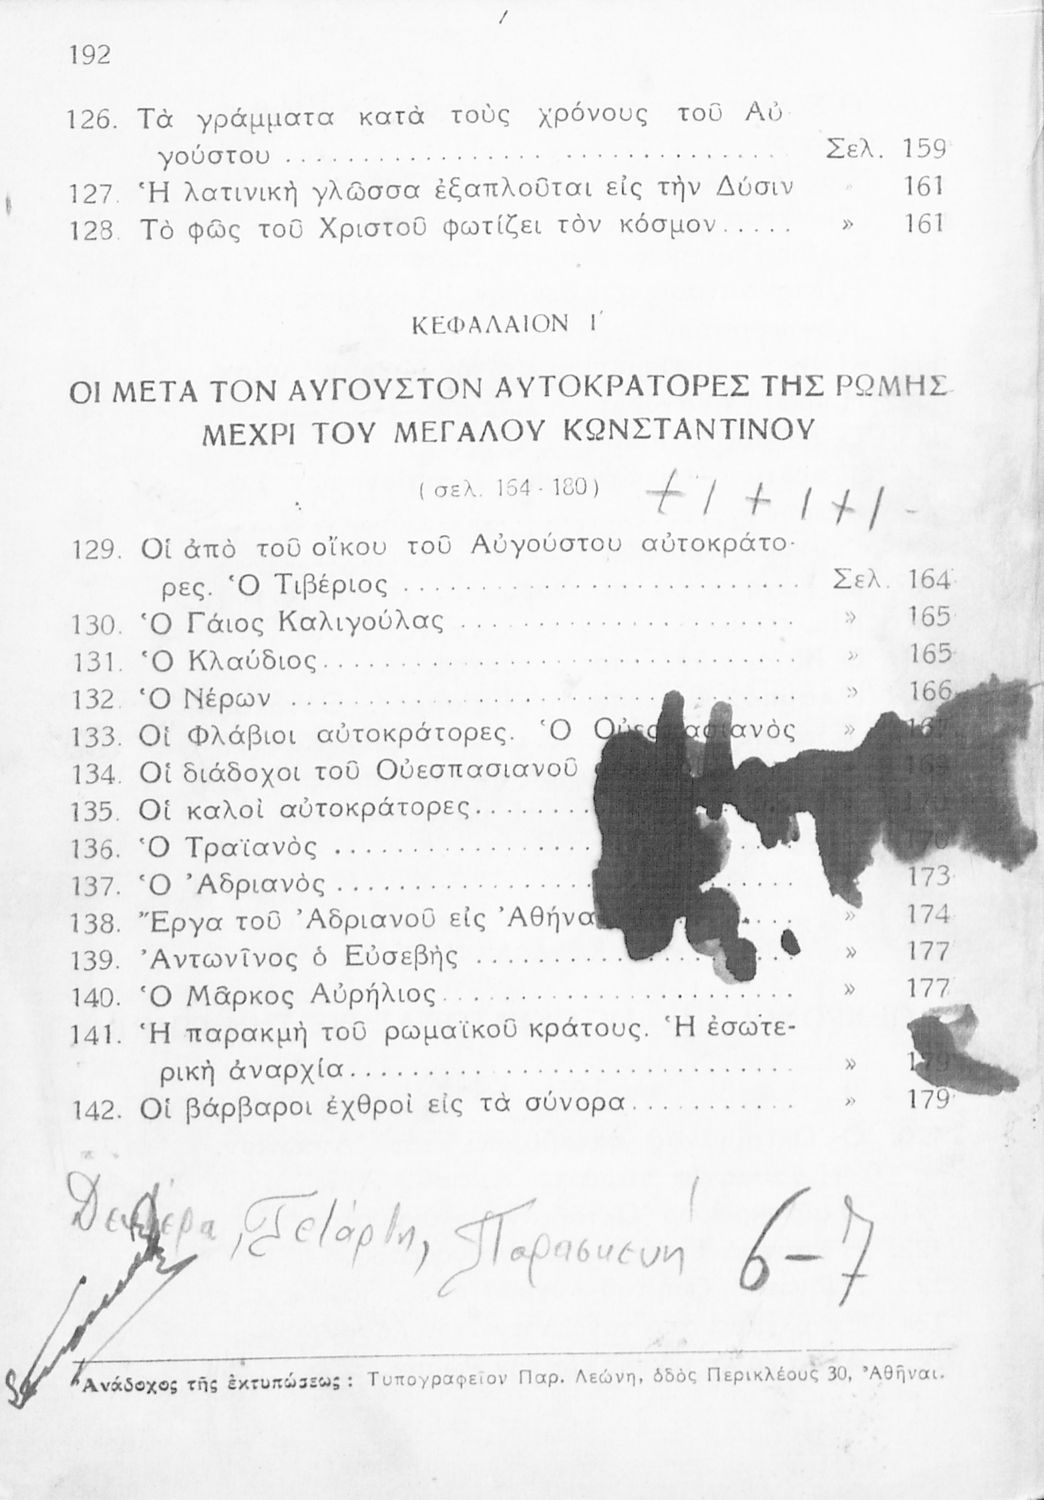 192
126. Τὰ γράμματα κατὰ τοὺς χρόνους τοῦ Αὐ-
γούστου ........................ Σελ. 159
127. Ἡ λατινικὴ γλῶσσα ἐξαπλοῦται εἰς τὴν Δύσιν » 161
128. Τὸ φῶς τοῦ Χριστοῦ φωτίζει τὸν κόσμον..... » 161
ΚΕΦΑΛΑΙΟΝ Ι΄
ΟΙ ΜΕΤΑ ΤΟΝ ΑΥΓΟΥΣΤΟΝ ΑΥΤΟΚΡΑΤΟΡΕΣ ΤΗΣ ΡΩΜΗΣ
ΜΕΧΡΙ ΤΟΥ ΜΕΓΑΛΟΥ ΚΩΝΣΤΑΝΤΙΝΟΥ
(σελ. 164-180)
129. Οἱ ἀπὸ τοῦ οἴκου τοῦ Αὐγούστου αὐτοκράτο-
ρες. Ὁ Τιβέριος ........................ Σελ. 164
130. Ὁ Γάιος Καλιγούλας .................... » 165
131. Ὁ Κλαύδιος............................ » 165
132. Ὁ Νέρων .............................. » 166
133. Οἱ Φλάβιοι αὐτοκράτορες. Ὁ Οὐεσπασιανὸς » 167
134. Οἱ διάδοχοι τοῦ Οὐεσπασιανοῦ
135. Οἱ καλοὶ αὐτοκράτορες........
136. Ὁ Τραϊανὸς .................... 170
137. Ὁ Ἀδριανὸς .................... 173
138. Ἔργα τοῦ Ἀδριανοῦ εἰς .... » 174
139. Ἀντωνῖνος ὁ Εὐσεβὴς .................... » 177
140. Ὁ Μᾶρκος Αὐρήλιος...................... » 177
141. Ἡ παρακμὴ τοῦ ρωμαϊκοῦ κράτους. Ἡ ἐσωτε-
ρικὴ ἀναρχία............................ » 179
142. Οἱ βάρβαροι ἐχθροὶ εἰς τὰ σύνορα........... » 179
Δευτέρα, Τετάρτη, Παρασκευή 6-7
Ἀνάδοχος τῆς ἐκτυπώσεως: Τυπογραφεῖον Παρ. Λεώνη, ὁδὸς Περικλέους 30, Ἀθῆναι.